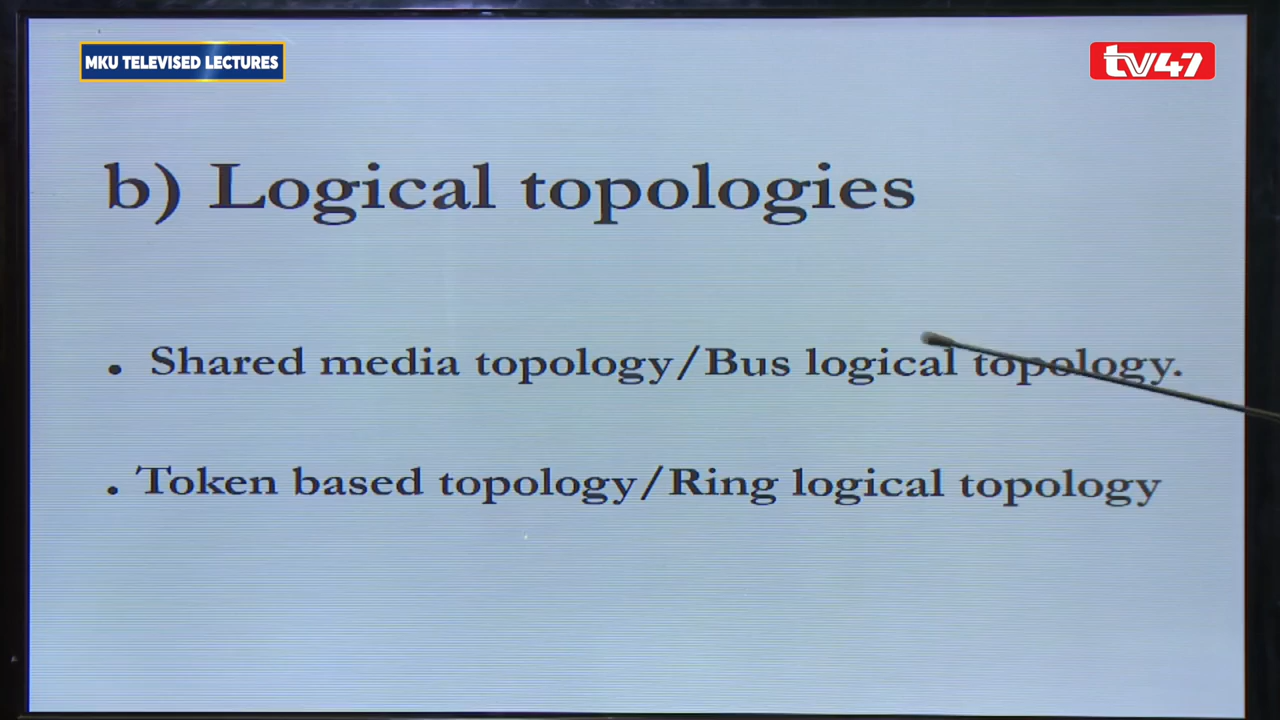 MKU TELEVISED LECTURES
tv47
b) Logical topologies
. Shared media topology/Bus logical topology.
. Token based topology/Ring logical topology